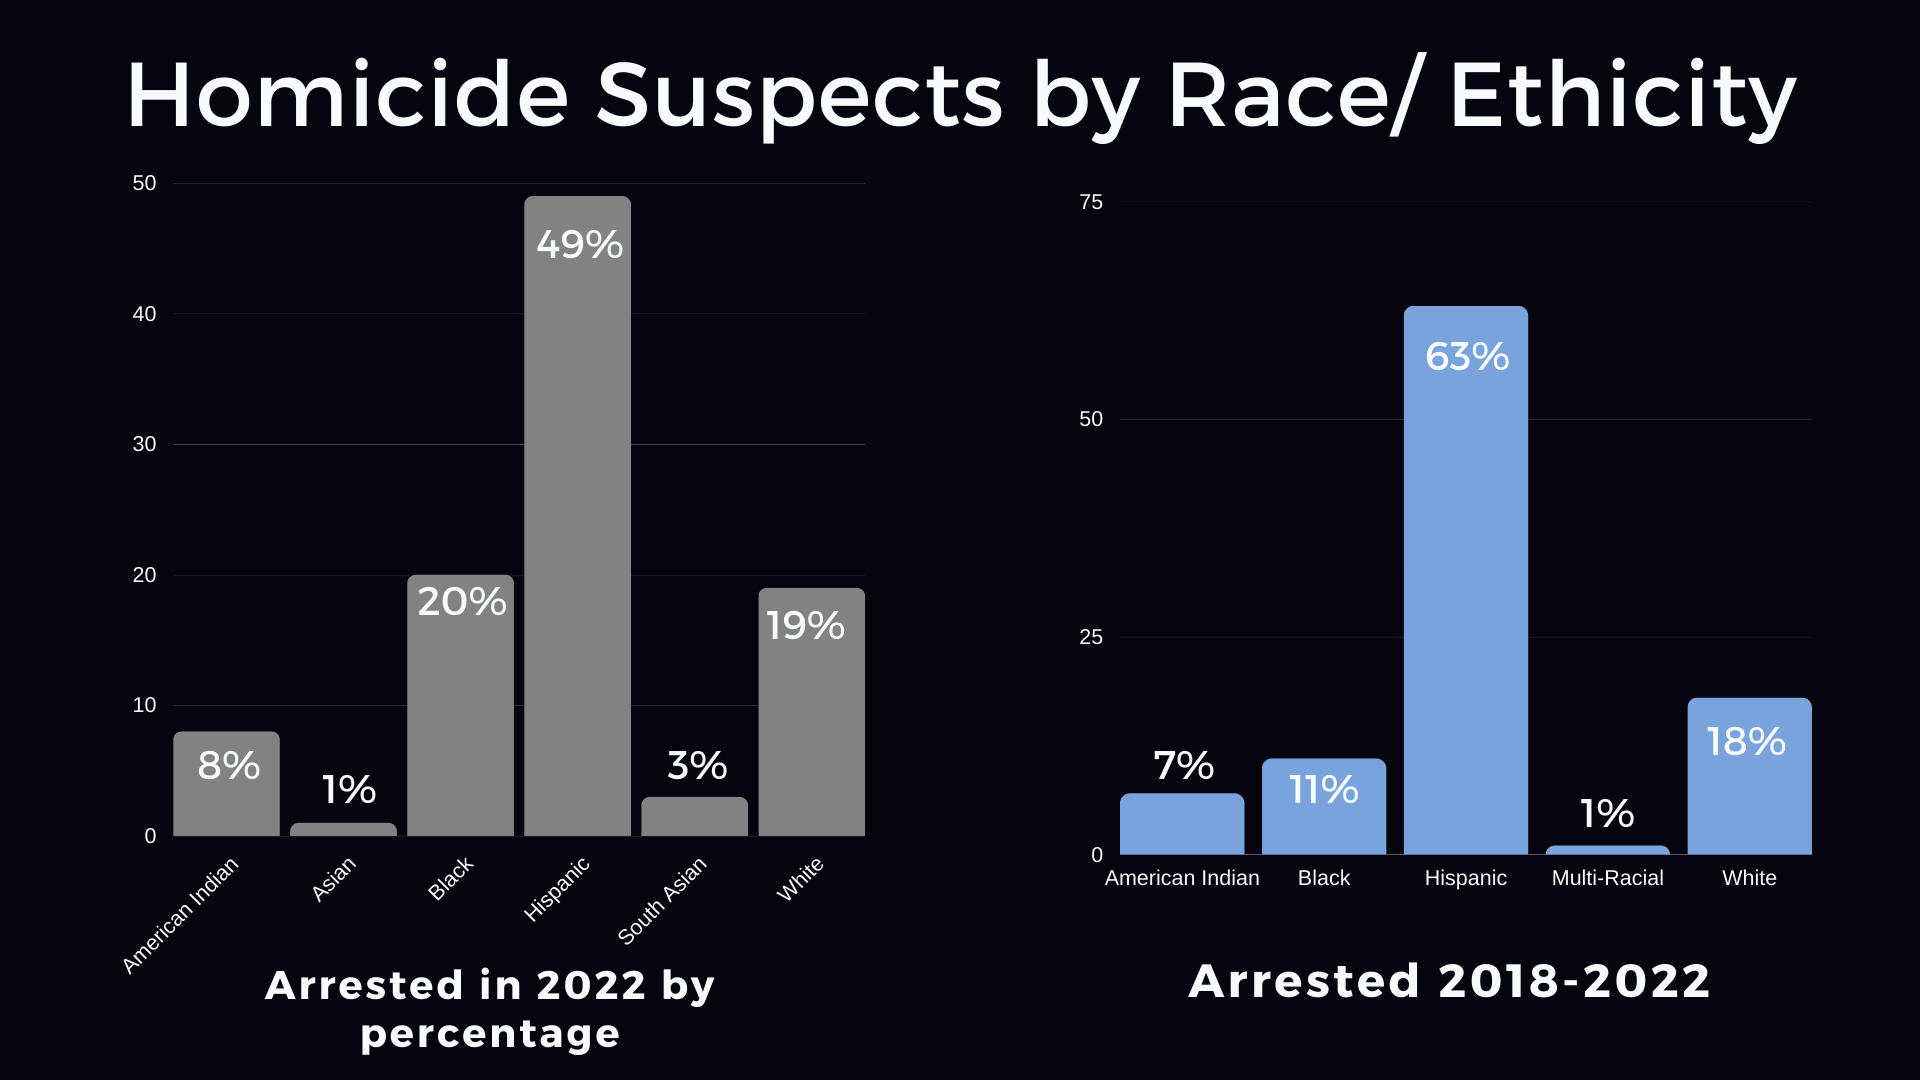 Homicide Suspects by Race/ Ethicity
50
40
30
20
10
0
49%
20%
19%
8%
1%
3%
American Indian
Asian
Black
Hispanic
South Asian
White
Arrested in 2022 by
percentage
75
50
25
0
63%
18%
7%
11%
1%
American Indian
Black
Hispanic
Multi-Racial
White
Arrested 2018-2022